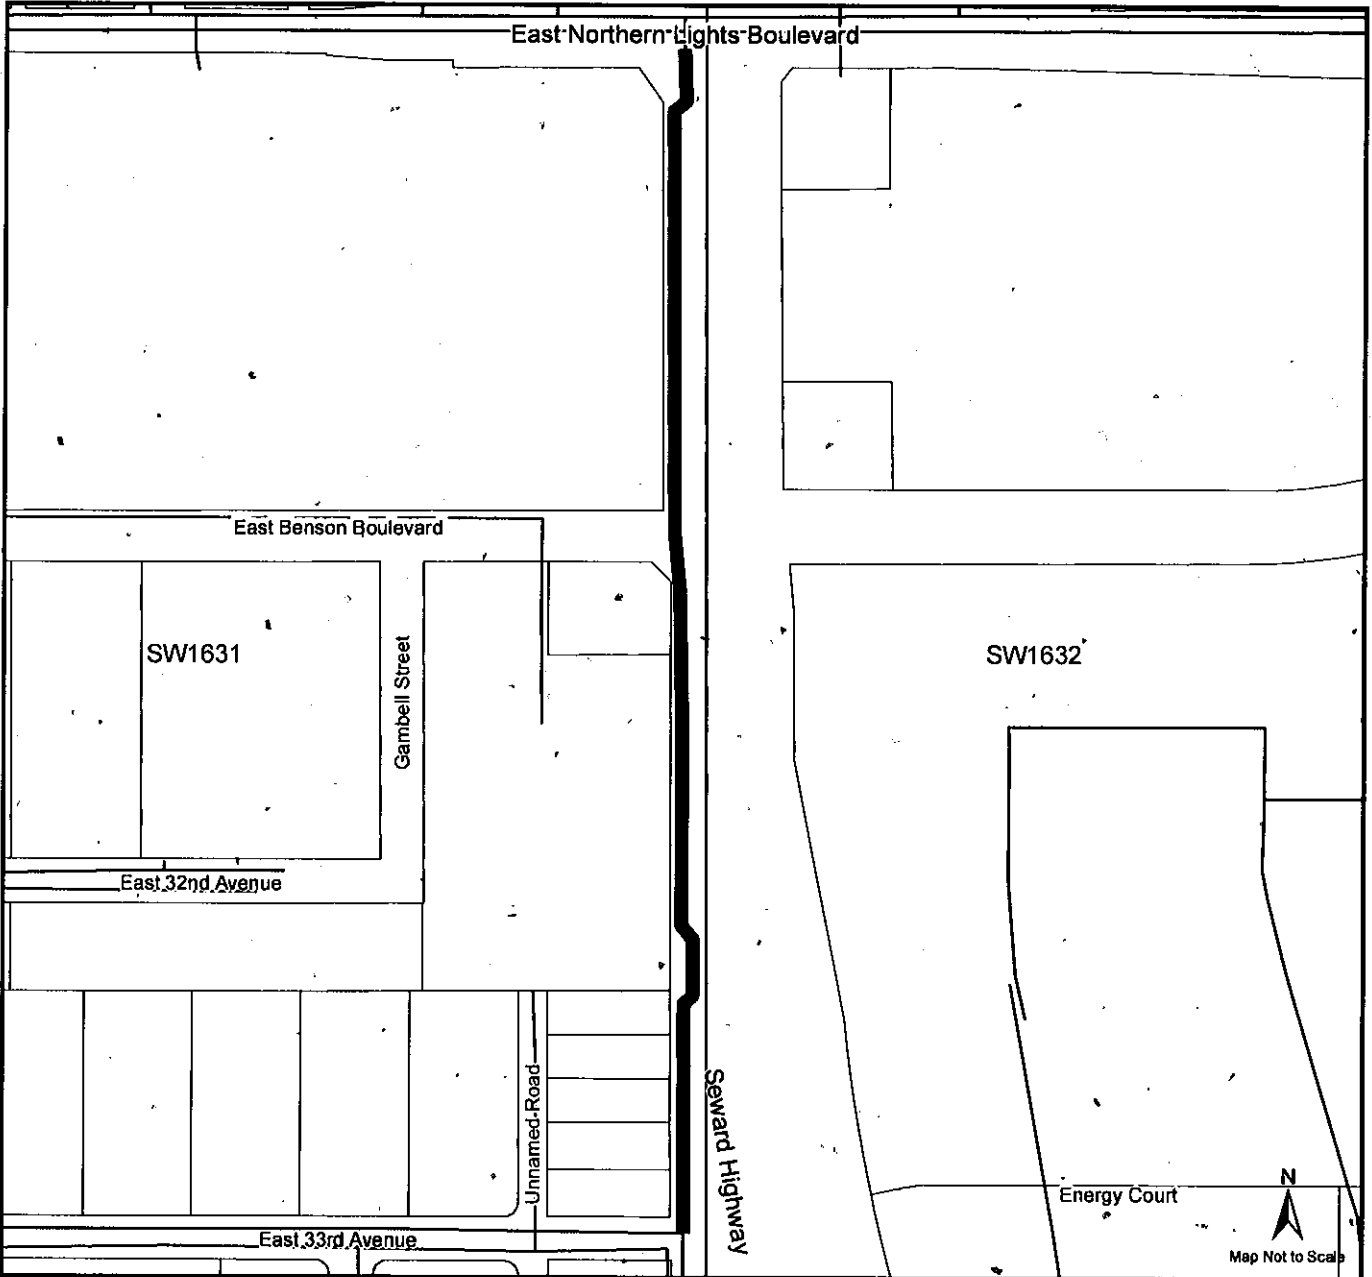 East Northern Lights Boulevard
East Benson Boulevard
SW1631
Gambell Street
SW1632
East 32nd Avenue
Unnamed Road
Seward Highway
Energy Court
N
East 33rd Avenue
Map Not to Scale